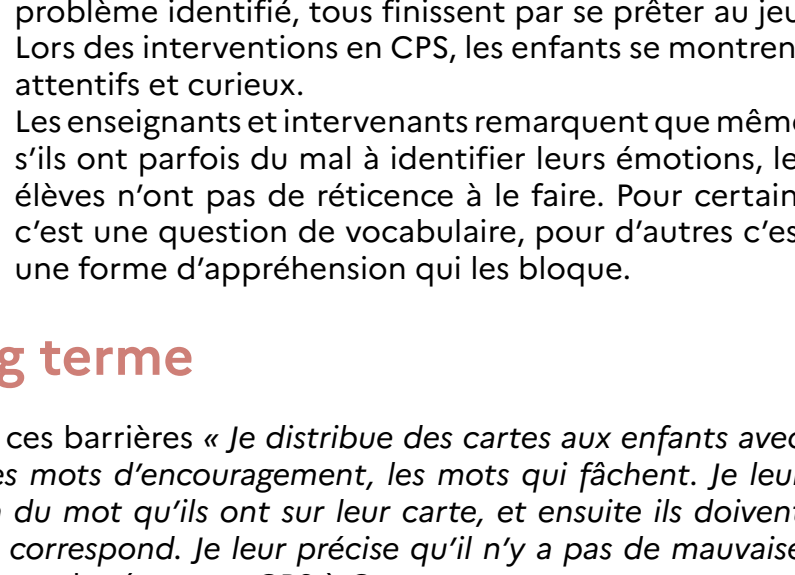 problème identifié, tous finissent par se prêter au jeu
Lors des interventions en CPS, les enfants se montren
attentifs et curieux.
Les enseignants et intervenants remarquent que mêm
s’ils ont parfois du mal à identifier leurs émotions, le
élèves n’ont pas de réticence à le faire. Pour certain
c’est une question de vocabulaire, pour d’autres c’es
une forme d’appréhension qui les bloque.
g terme
ces barrières « Je distribue des cartes aux enfants avec
es mots d’encouragement, les mots qui fâchent. Je leur
du mot qu’ils ont sur leur carte, et ensuite ils doivent
correspond. Je leur précise qu’il n’y a pas de mauvaise